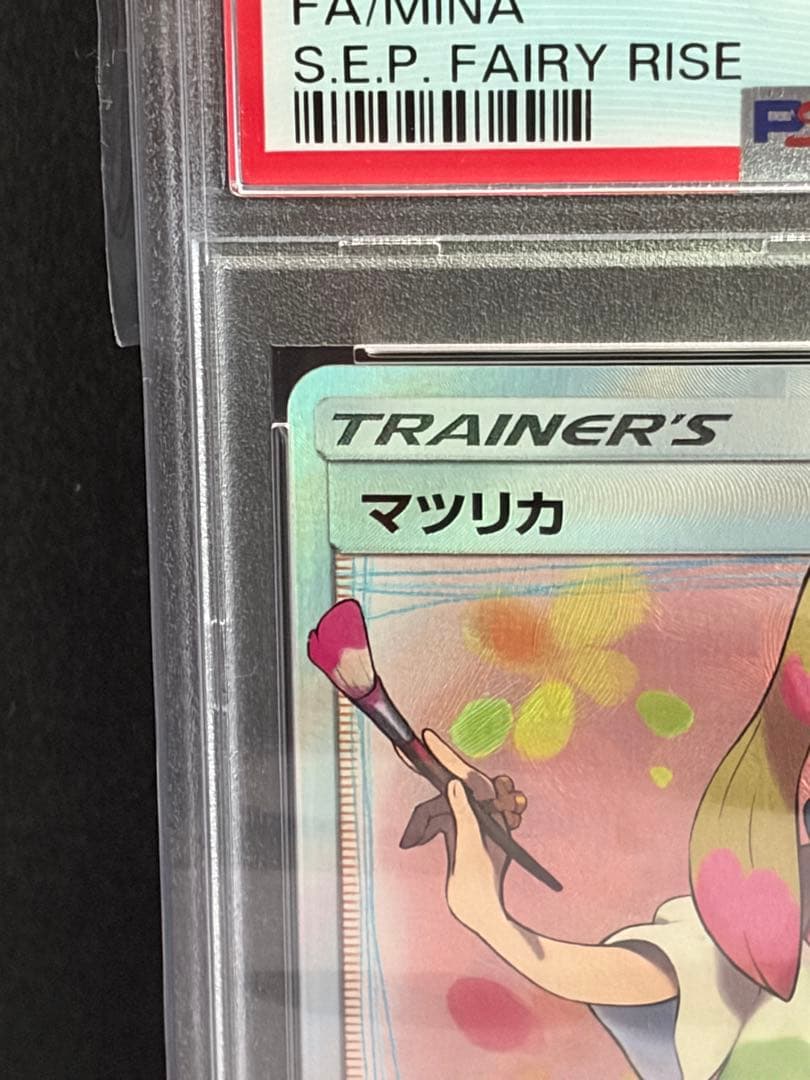 FA/MINA
S.E.P. FAIRY RISE
TRAINER'S
マツリカ